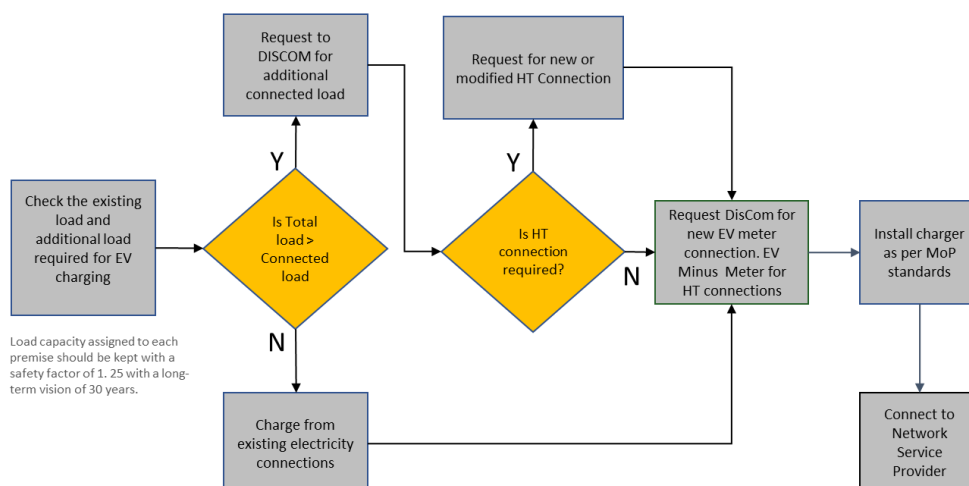 Request to
DISCOM for
additional
connected load
Request for new or
modified HT Connection
Y
Y
Check the existing
load and
additional load
required for EV
charging
Is Total
load >
Connected
load
Is HT
connection
required?
N
Request DisCom for
new EV meter
connection. EV
Minus Meter for
HT connections
Install charger
as per MoP
standards
N
Load capacity assigned to each
premise should be kept with a
safety factor of 1. 25 with a long-
term vision of 30 years.
Charge from
existing electricity
connections
Connect to
Network
Service
Provider